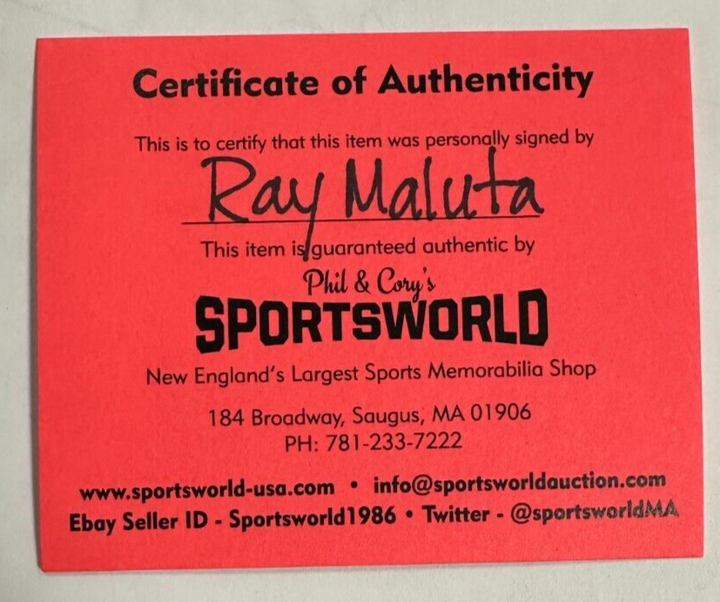 Certificate of Authenticity
This is to certify that this item was personally signed by
Ray Maluta
This item is guaranteed authentic by
Phil & Cory's
SPORTSWORLD
New England's Largest Sports Memorabilia Shop
184 Broadway, Saugus, MA 01906
PH: 781-233-7222
www.sportsworld-usa.com • info@sportsworldauction.com
Ebay Seller ID - Sportsworld1986 • Twitter - @sportsworldMA